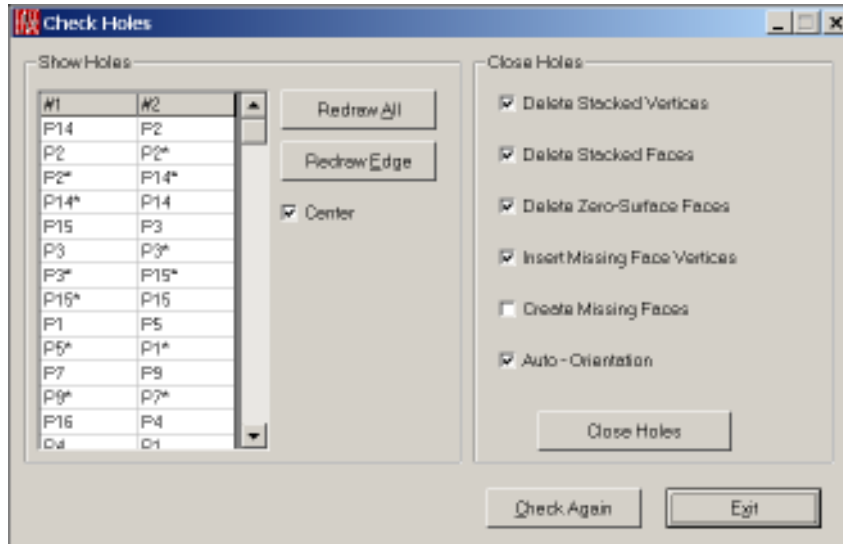 Check Holes
Show Holes
#1 #2
P14 P2
P2 P2*
P2* P14*
P14* P14
P15 P3
P3 P3*
P3* P15*
P15* P15
P1 P5
P5* P1*
P7 P9
P9* P7*
P16 P4
P4 P1
Redraw All
Redraw Edge
Center
Close Holes
Delete Stacked Vertices
Delete Stacked Faces
Delete Zero-Surface Faces
Insert Missing Face Vertices
Create Missing Faces
Auto-Orientation
Close Holes
Check Again
Exit